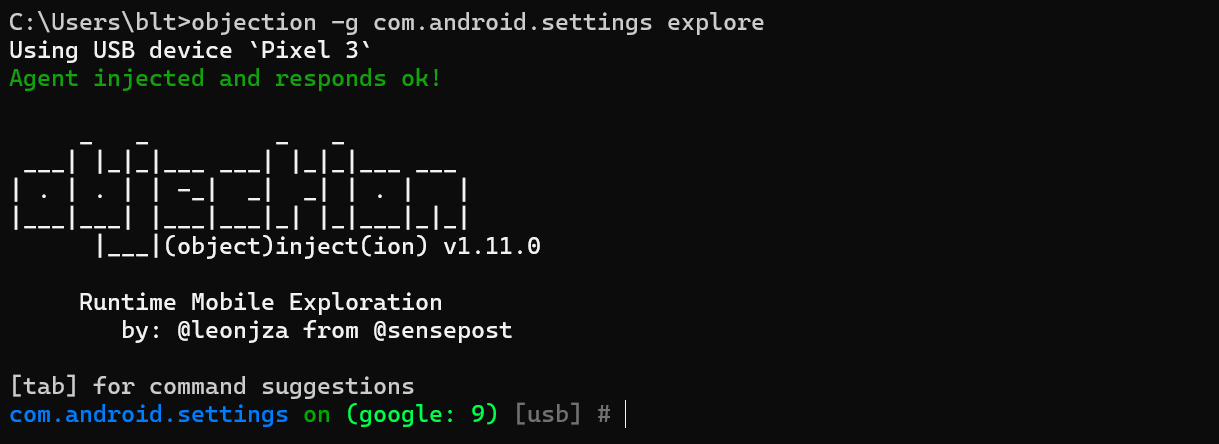 C:\Users\blt>objection -g com.android.settings explore
Using USB device `Pixel 3`
Agent injected and responds ok!

     _   _         _   _
 ___| |_|_|___ ___| |_|_|___ ___
| . | . | | -_|  _|  _| | . |   |
|___|___| |___|___|_| |_|___|_|_|
      |___|(object)inject(ion) v1.11.0

     Runtime Mobile Exploration
        by: @leonjza from @sensepost

[tab] for command suggestions
com.android.settings on (google: 9) [usb] #